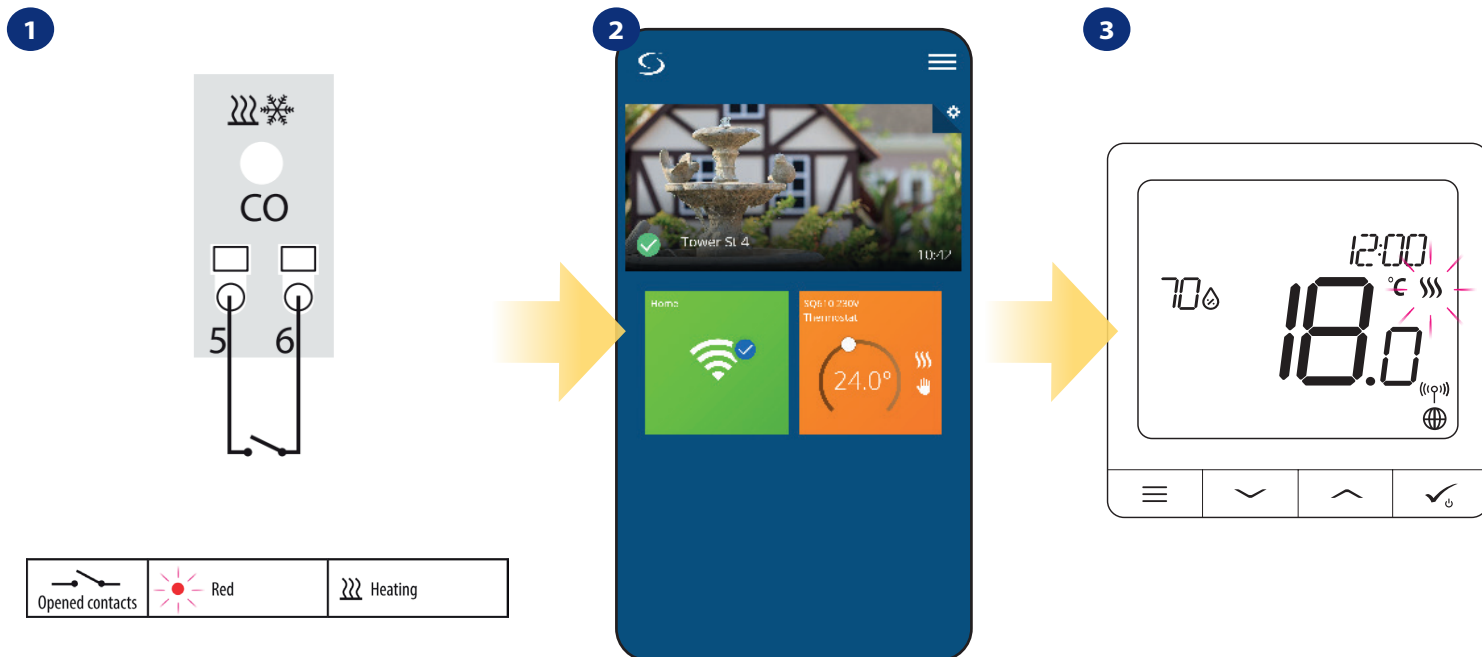 1
CO
5 6
Opened contacts
Red
Heating
2
Tower St 4
10:42
Home
SQ610 230V
Thermostat
24.0°
3
12:00
70
18.0 °C